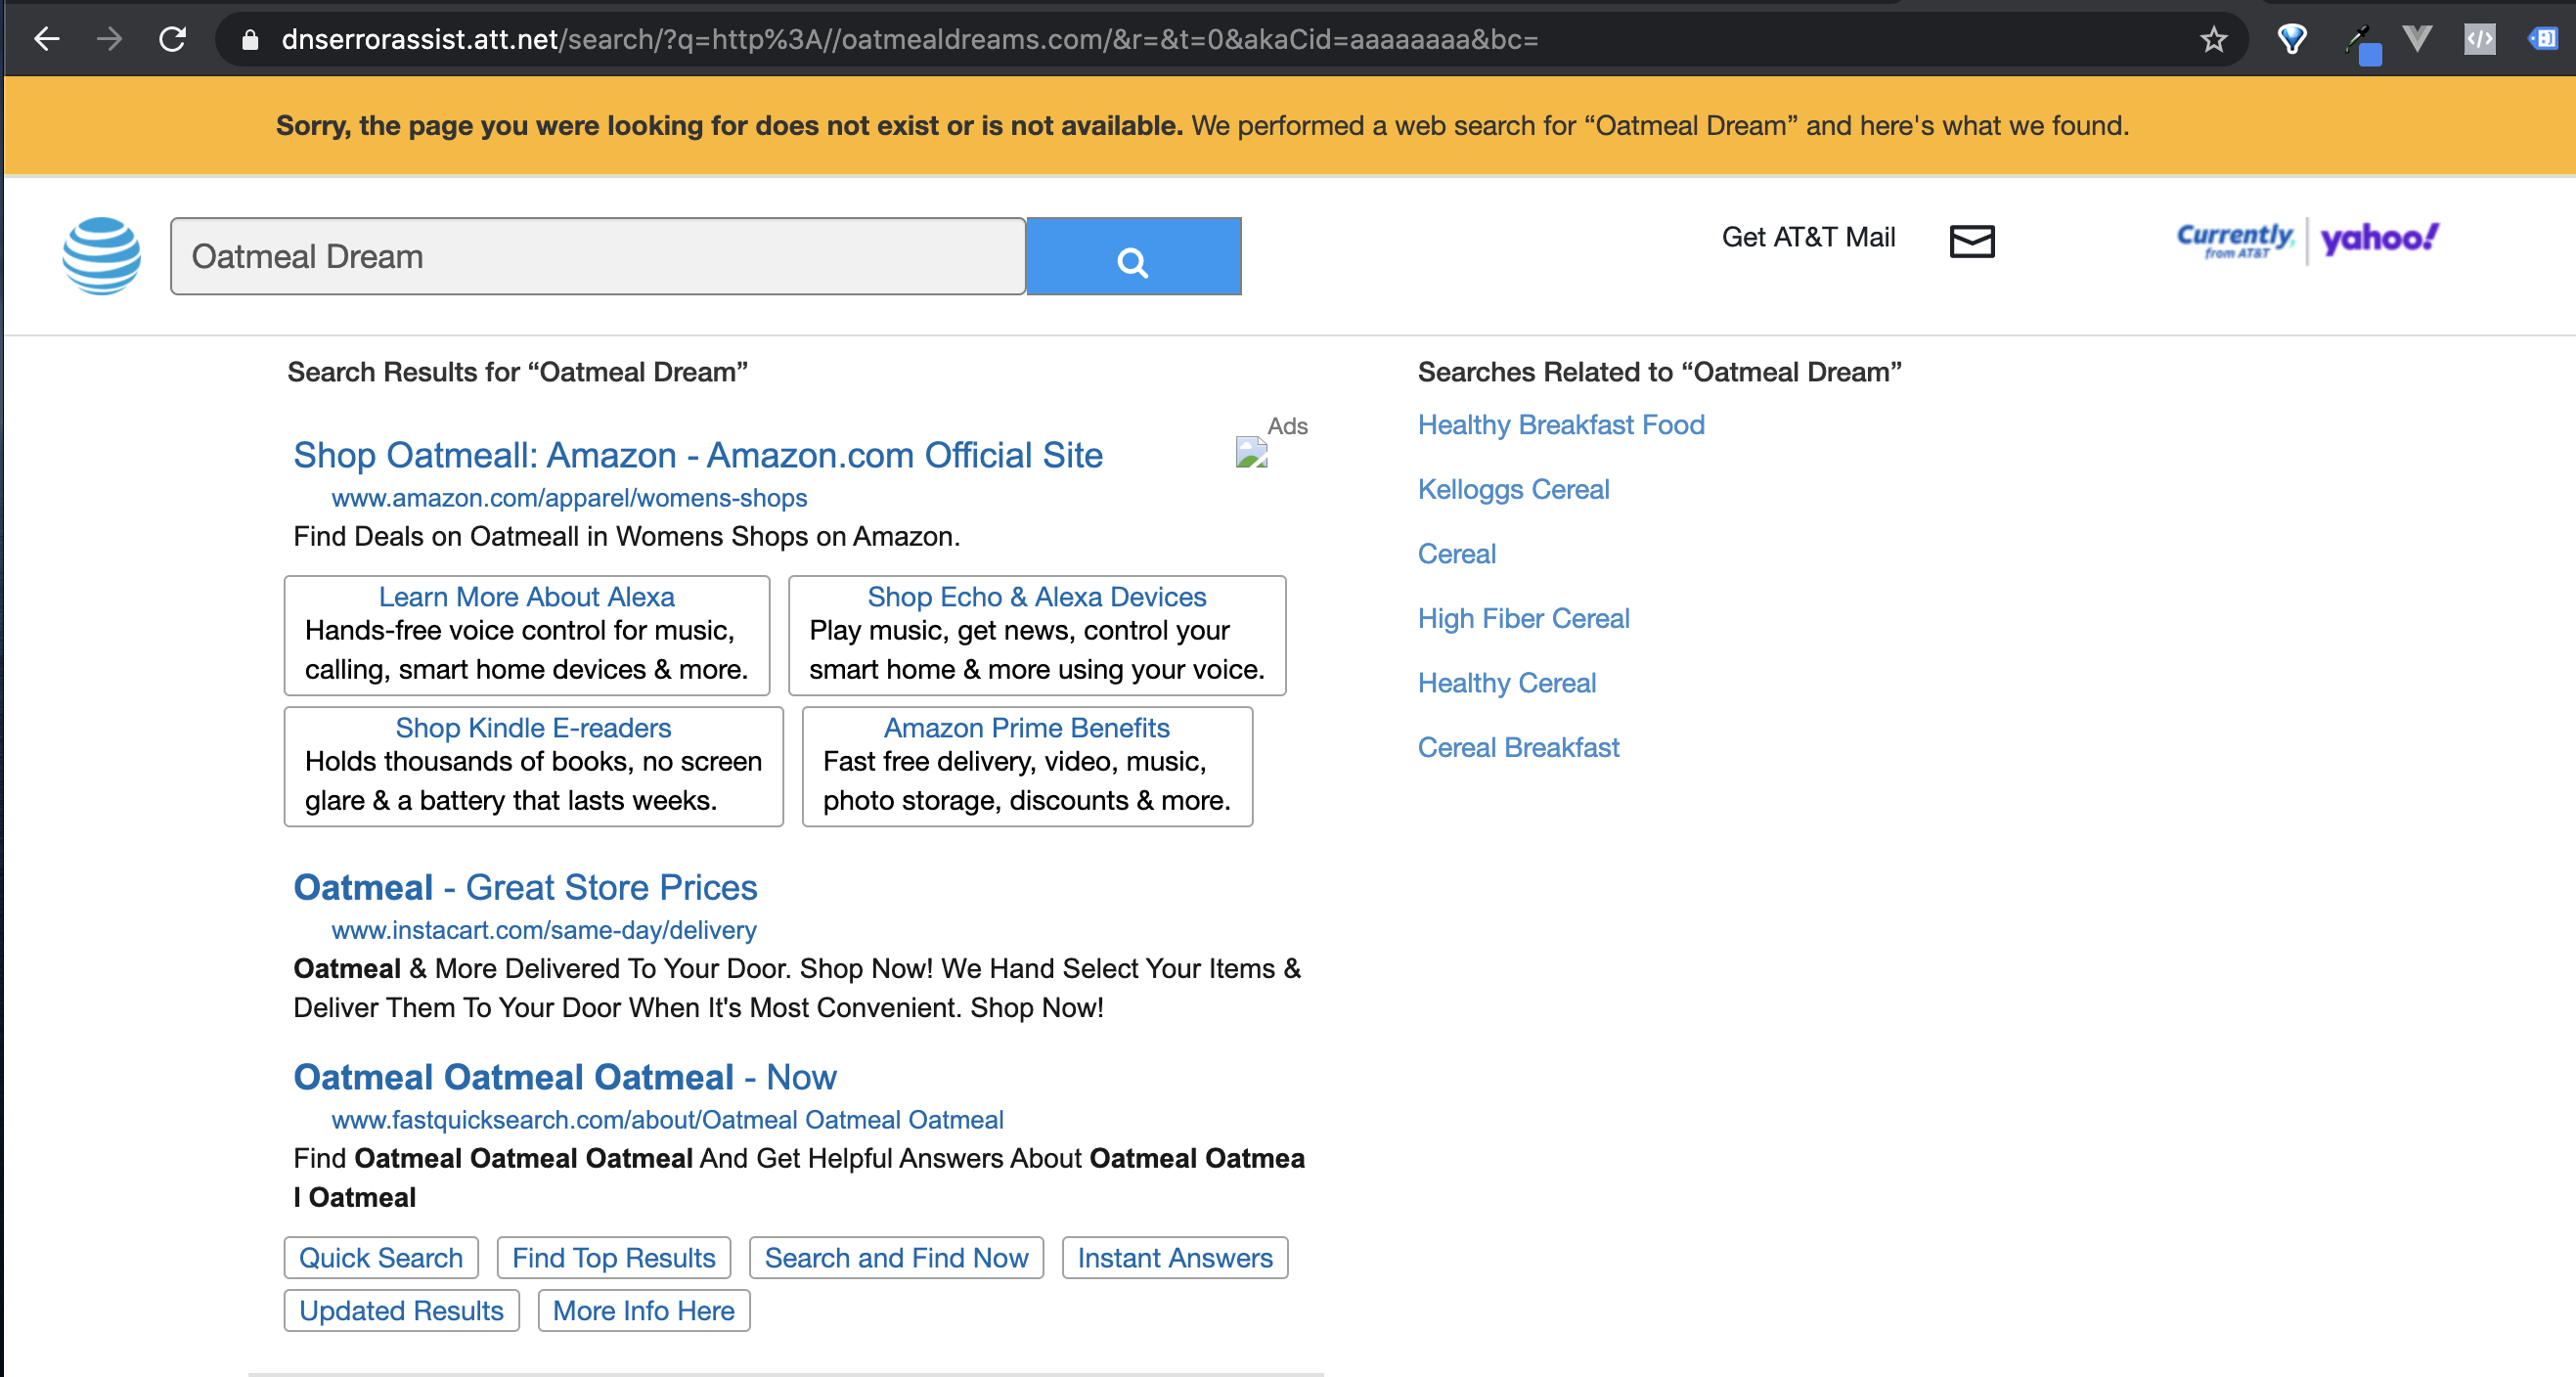 dnserrorassist.att.net/search/?q=http%3A//oatmealdreams.com/&r=&t=0&akaCid=aaaaaaaa&bc=
Sorry, the page you were looking for does not exist or is not available. We performed a web search for “Oatmeal Dream” and here's what we found.
Oatmeal Dream
Get AT&T Mail
Currently,
from AT&T
yahoo!
Search Results for “Oatmeal Dream”
Ads
Shop Oatmeall: Amazon - Amazon.com Official Site
www.amazon.com/apparel/womens-shops
Find Deals on Oatmeall in Womens Shops on Amazon.
Learn More About Alexa
Hands-free voice control for music,
calling, smart home devices & more.
Shop Echo & Alexa Devices
Play music, get news, control your
smart home & more using your voice.
Shop Kindle E-readers
Holds thousands of books, no screen
glare & a battery that lasts weeks.
Amazon Prime Benefits
Fast free delivery, video, music,
photo storage, discounts & more.
Oatmeal - Great Store Prices
www.instacart.com/same-day/delivery
Oatmeal & More Delivered To Your Door. Shop Now! We Hand Select Your Items &
Deliver Them To Your Door When It's Most Convenient. Shop Now!
Oatmeal Oatmeal Oatmeal - Now
www.fastquicksearch.com/about/Oatmeal Oatmeal Oatmeal
Find Oatmeal Oatmeal Oatmeal And Get Helpful Answers About Oatmeal Oatmea
l Oatmeal
Quick Search
Find Top Results
Search and Find Now
Instant Answers
Updated Results
More Info Here
Searches Related to “Oatmeal Dream”
Healthy Breakfast Food
Kelloggs Cereal
Cereal
High Fiber Cereal
Healthy Cereal
Cereal Breakfast